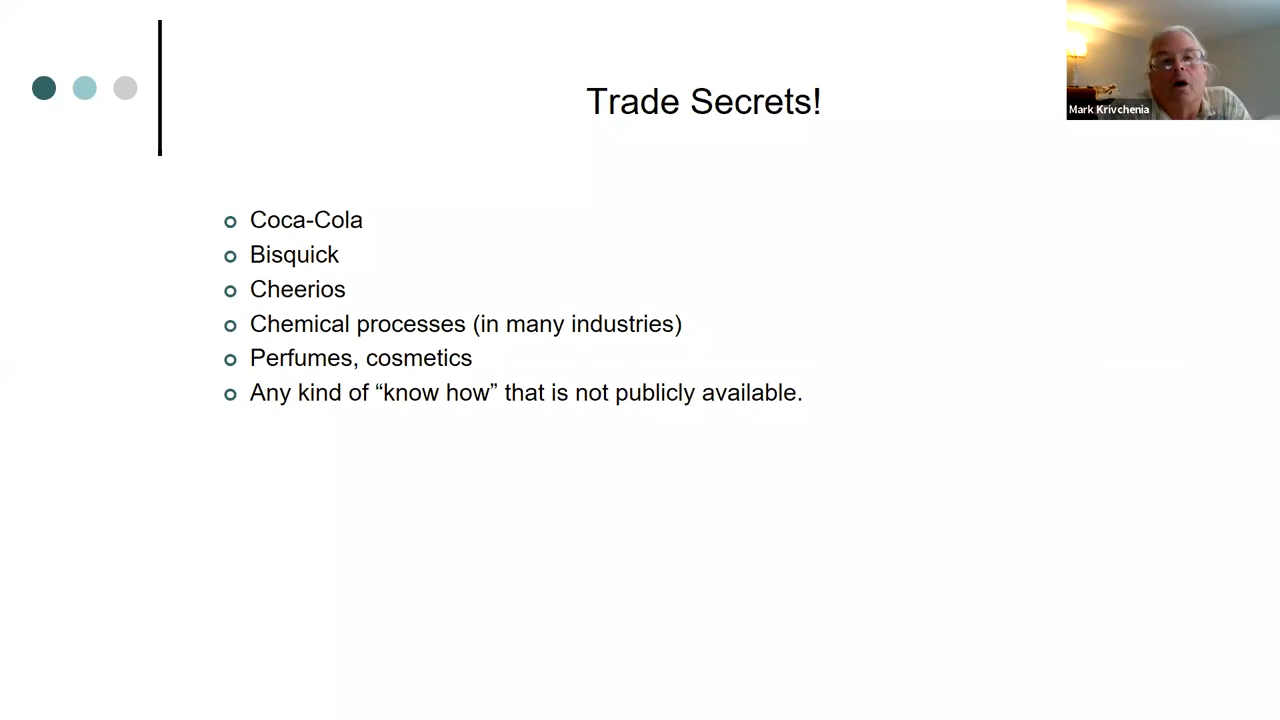 Trade Secrets!
Mark Krivchenia
Coca-Cola
Bisquick
Cheerios
Chemical processes (in many industries)
Perfumes, cosmetics
Any kind of “know how” that is not publicly available.